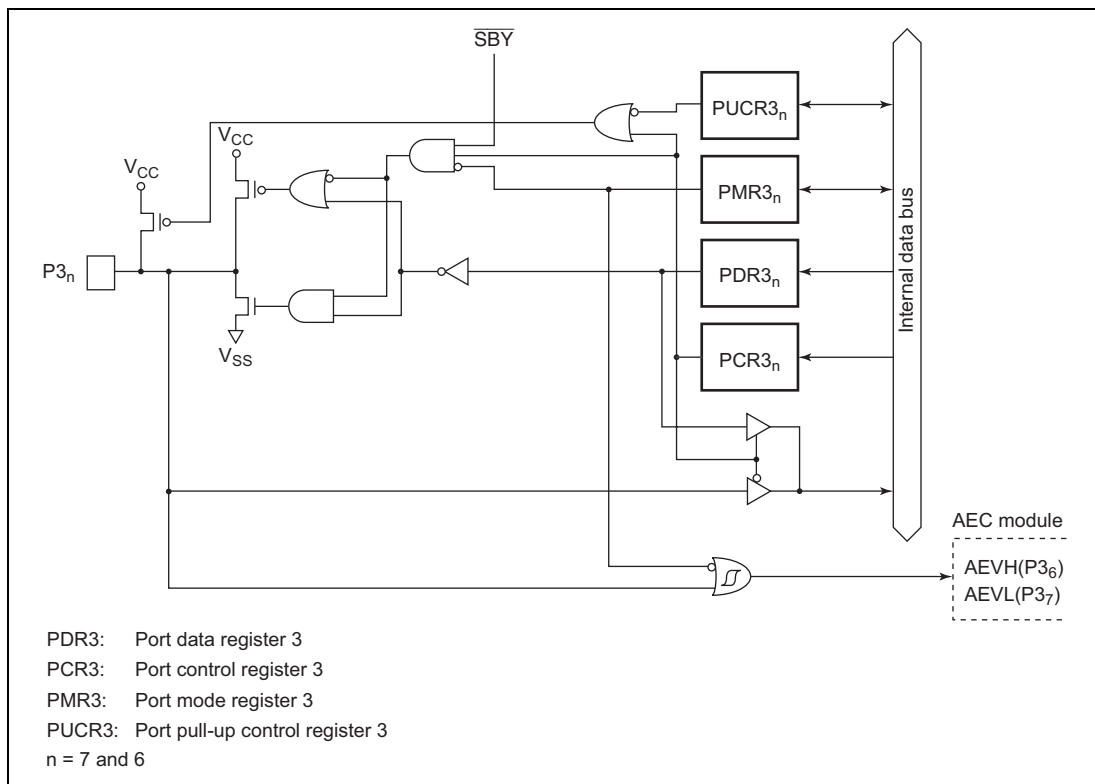 SBY
PUCR3n
VCC
VCC
PMR3n
Internal data bus
P3n
PDR3n
VSS
PCR3n
AEC module
AEVH(P36)
AEVL(P37)
PDR3: Port data register 3
PCR3: Port control register 3
PMR3: Port mode register 3
PUCR3: Port pull-up control register 3
n = 7 and 6